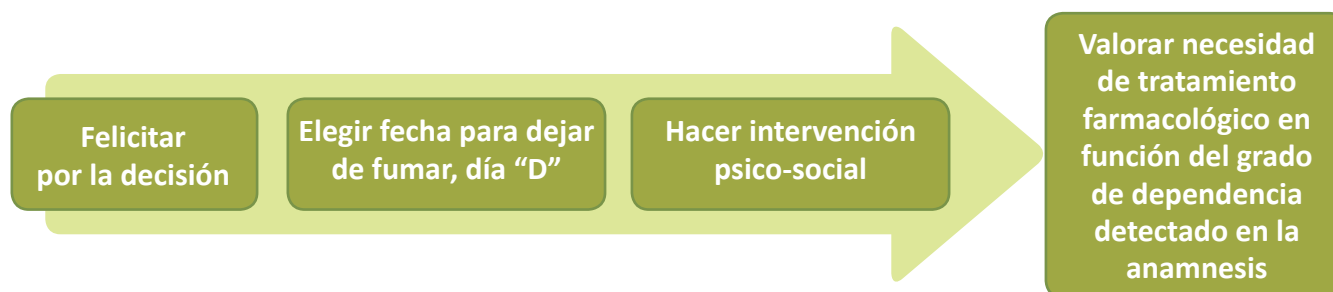 Felicitar
por la decisión
Elegir fecha para dejar
de fumar, día “D”
Hacer intervención
psico-social
Valorar necesidad
de tratamiento
farmacológico en
función del grado
de dependencia
detectado en la
anamnesis